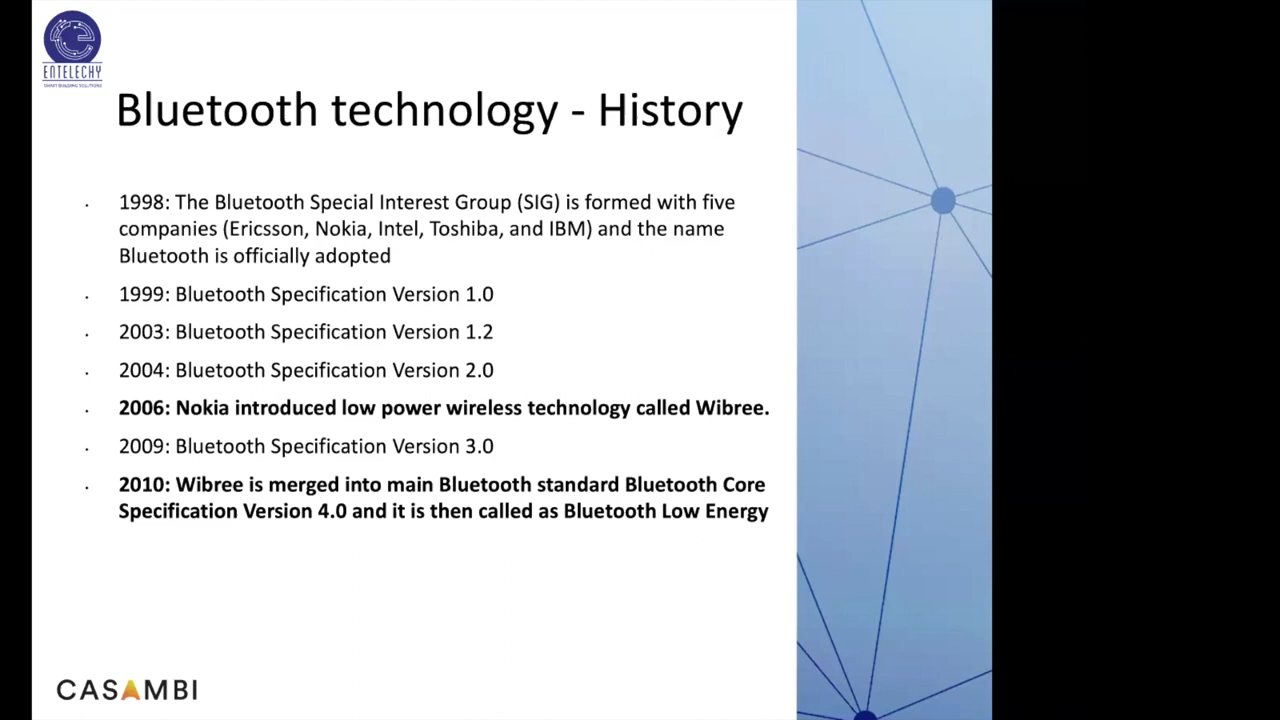 ENTELECHY
SMART BUILDING SOLUTIONS
Bluetooth technology - History
· 1998: The Bluetooth Special Interest Group (SIG) is formed with five
companies (Ericsson, Nokia, Intel, Toshiba, and IBM) and the name
Bluetooth is officially adopted
· 1999: Bluetooth Specification Version 1.0
· 2003: Bluetooth Specification Version 1.2
· 2004: Bluetooth Specification Version 2.0
· 2006: Nokia introduced low power wireless technology called Wibree.
· 2009: Bluetooth Specification Version 3.0
· 2010: Wibree is merged into main Bluetooth standard Bluetooth Core
Specification Version 4.0 and it is then called as Bluetooth Low Energy
CASAMBI